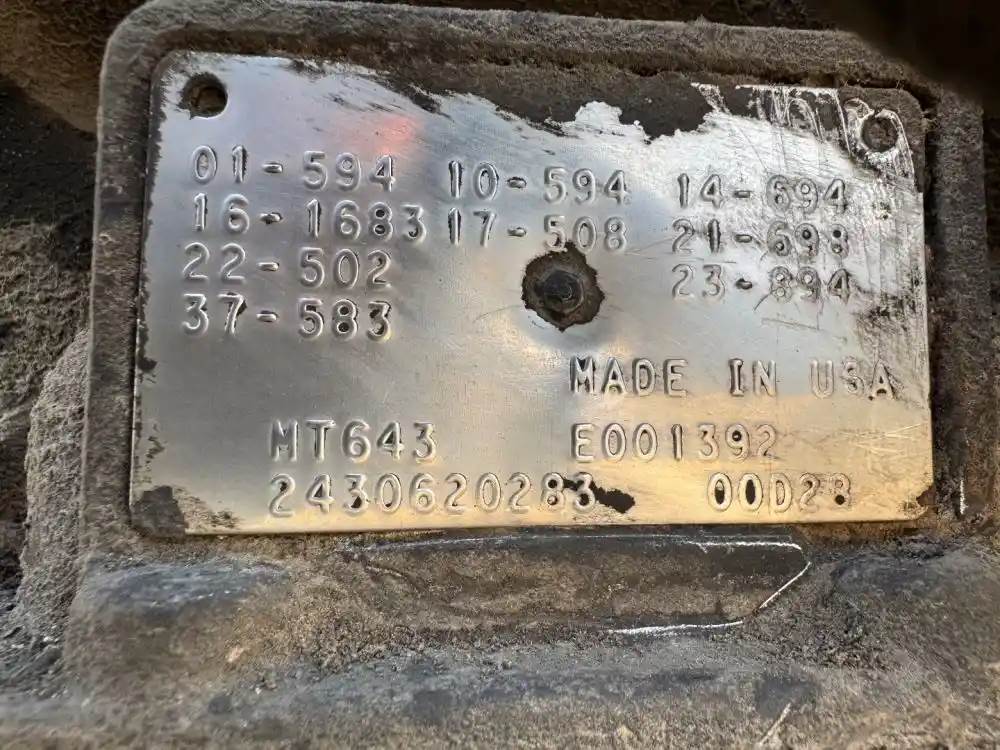 01-594 10-594 14-694
16-1683 17-508 21-698
22-502 23-894
37-583
MADE IN USA
MT643 E001392
2430620283 00D28